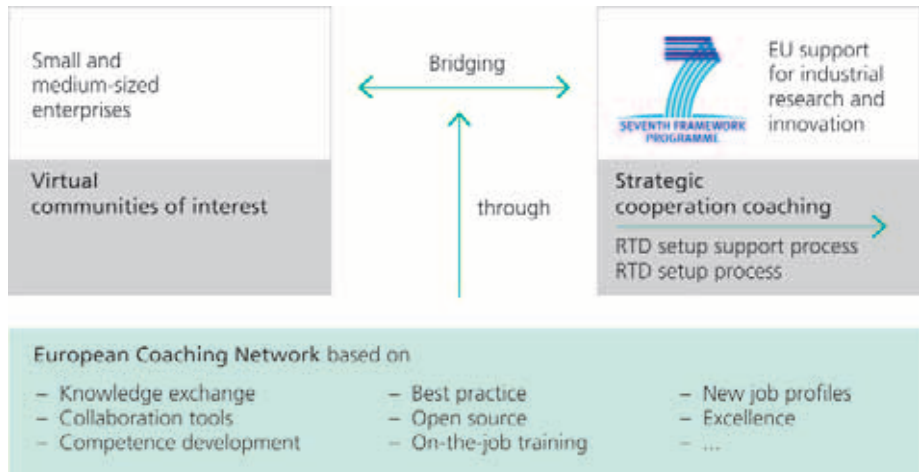 Small and
medium-sized
enterprises
Virtual
communities of interest
Bridging
through
SEVENTH FRAMEWORK
PROGRAMME
EU support
for industrial
research and
innovation
Strategic
cooperation coaching
RTD setup support process
RTD setup process
European Coaching Network based on
– Knowledge exchange
– Collaboration tools
– Competence development
– Best practice
– Open source
– On-the-job training
– New job profiles
– Excellence
– ...